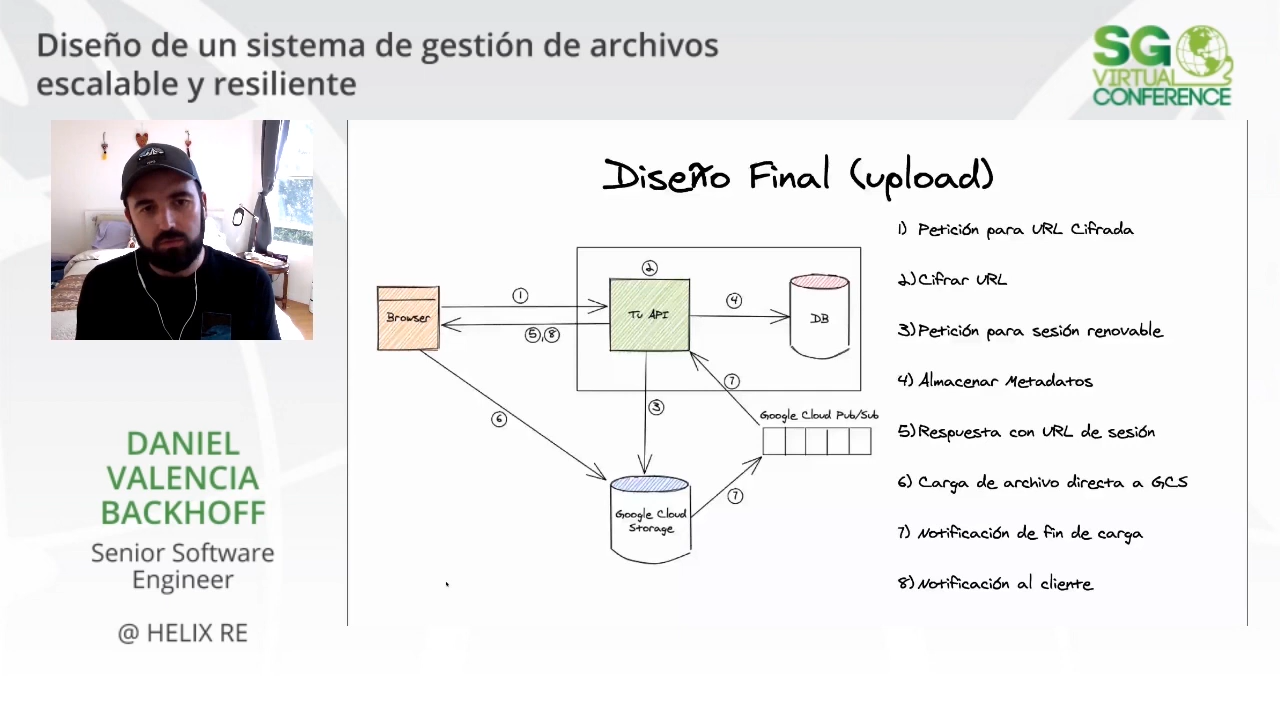 Diseño de un sistema de gestión de archivos
escalable y resiliente
SG
VIRTUAL
CONFERENCE
Diseño Final (upload)
1) Petición para URL Cifrada
2) Cifrar URL
3) Petición para sesión renovable
4) Almacenar Metadatos
5) Respuesta con URL de sesión
6) Carga de archivo directa a GCS
7) Notificación de fin de carga
8) Notificación al cliente
2
1
4
Browser
Tu API
DB
5,8
7
3
6
Google Cloud Pub/Sub
7
Google Cloud
Storage
DANIEL
VALENCIA
BACKHOFF
Senior Software
Engineer
@ HELIX RE